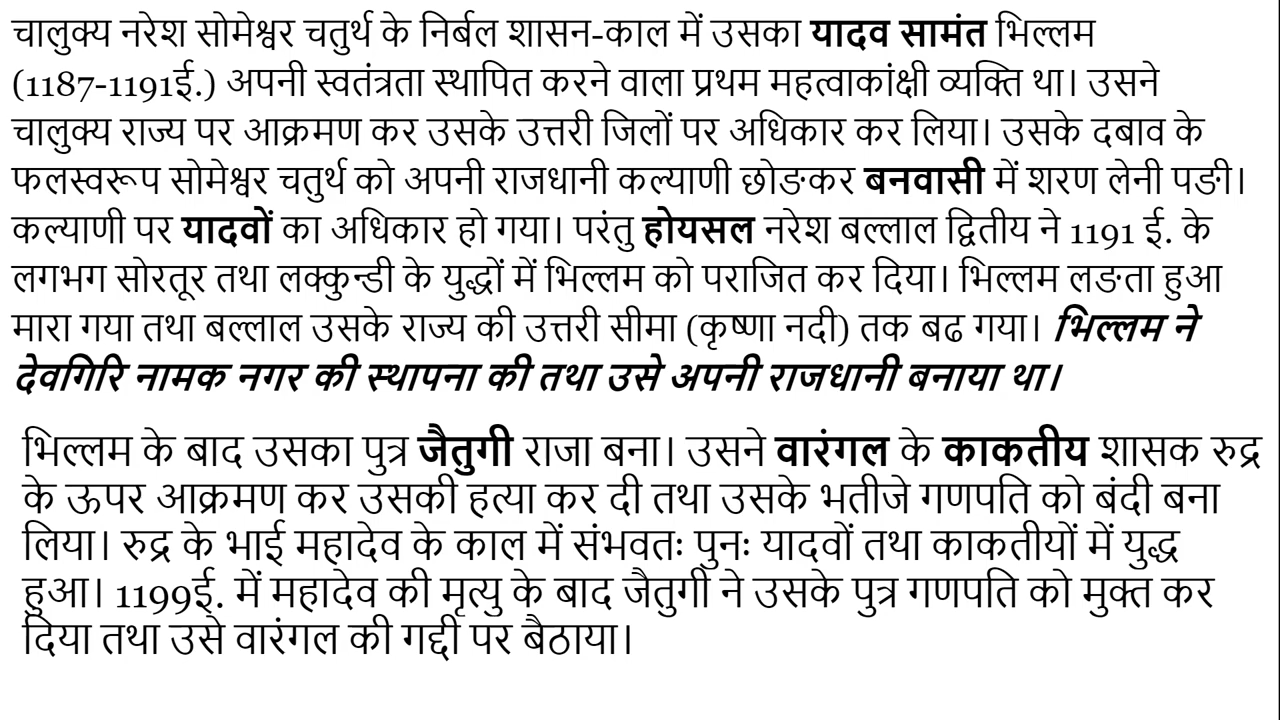 चालुक्य नरेश सोमेश्वर चतुर्थ के निर्बल शासन-काल में उसका यादव सामंत भिल्लम
(1187-1191ई.) अपनी स्वतंत्रता स्थापित करने वाला प्रथम महत्वाकांक्षी व्यक्ति था। उसने
चालुक्य राज्य पर आक्रमण कर उसके उत्तरी जिलों पर अधिकार कर लिया। उसके दबाव के
फलस्वरूप सोमेश्वर चतुर्थ को अपनी राजधानी कल्याणी छोङकर बनवासी में शरण लेनी पङी।
कल्याणी पर यादवों का अधिकार हो गया। परंतु होयसल नरेश बल्लाल द्वितीय ने 1191 ई. के
लगभग सोरतूर तथा लक्कुन्डी के युद्धों में भिल्लम को पराजित कर दिया। भिल्लम लङता हुआ
मारा गया तथा बल्लाल उसके राज्य की उत्तरी सीमा (कृष्णा नदी) तक बढ गया। भिल्लम ने
देवगिरि नामक नगर की स्थापना की तथा उसे अपनी राजधानी बनाया था।
भिल्लम के बाद उसका पुत्र जैतुगी राजा बना। उसने वारंगल के काकतीय शासक रुद्र
के ऊपर आक्रमण कर उसकी हत्या कर दी तथा उसके भतीजे गणपति को बंदी बना
लिया। रुद्र के भाई महादेव के काल में संभवतः पुनः यादवों तथा काकतीयों में युद्ध
हुआ। 1199ई. में महादेव की मृत्यु के बाद जैतुगी ने उसके पुत्र गणपति को मुक्त कर
दिया तथा उसे वारंगल की गद्दी पर बैठाया।